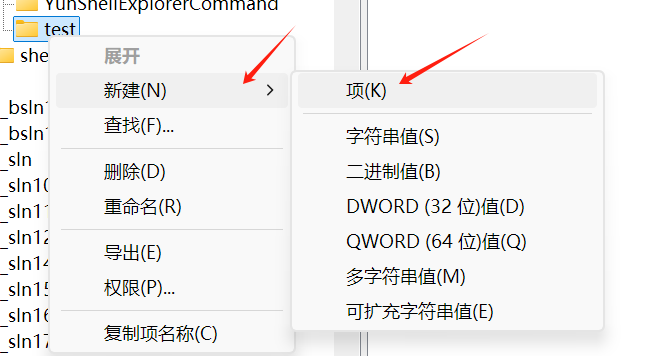 YunShellExplorerCommand
test
she
_bsln1
_bsln1
_sln
_sln10
_sln11
_sln12
_sln14
_sln15
_sln16
_sln17
展开
新建(N)
查找(F)...
删除(D)
重命名(R)
导出(E)
权限(P)...
复制项名称(C)
项(K)
字符串值(S)
二进制值(B)
DWORD (32 位)值(D)
QWORD (64 位)值(Q)
多字符串值(M)
可扩充字符串值(E)